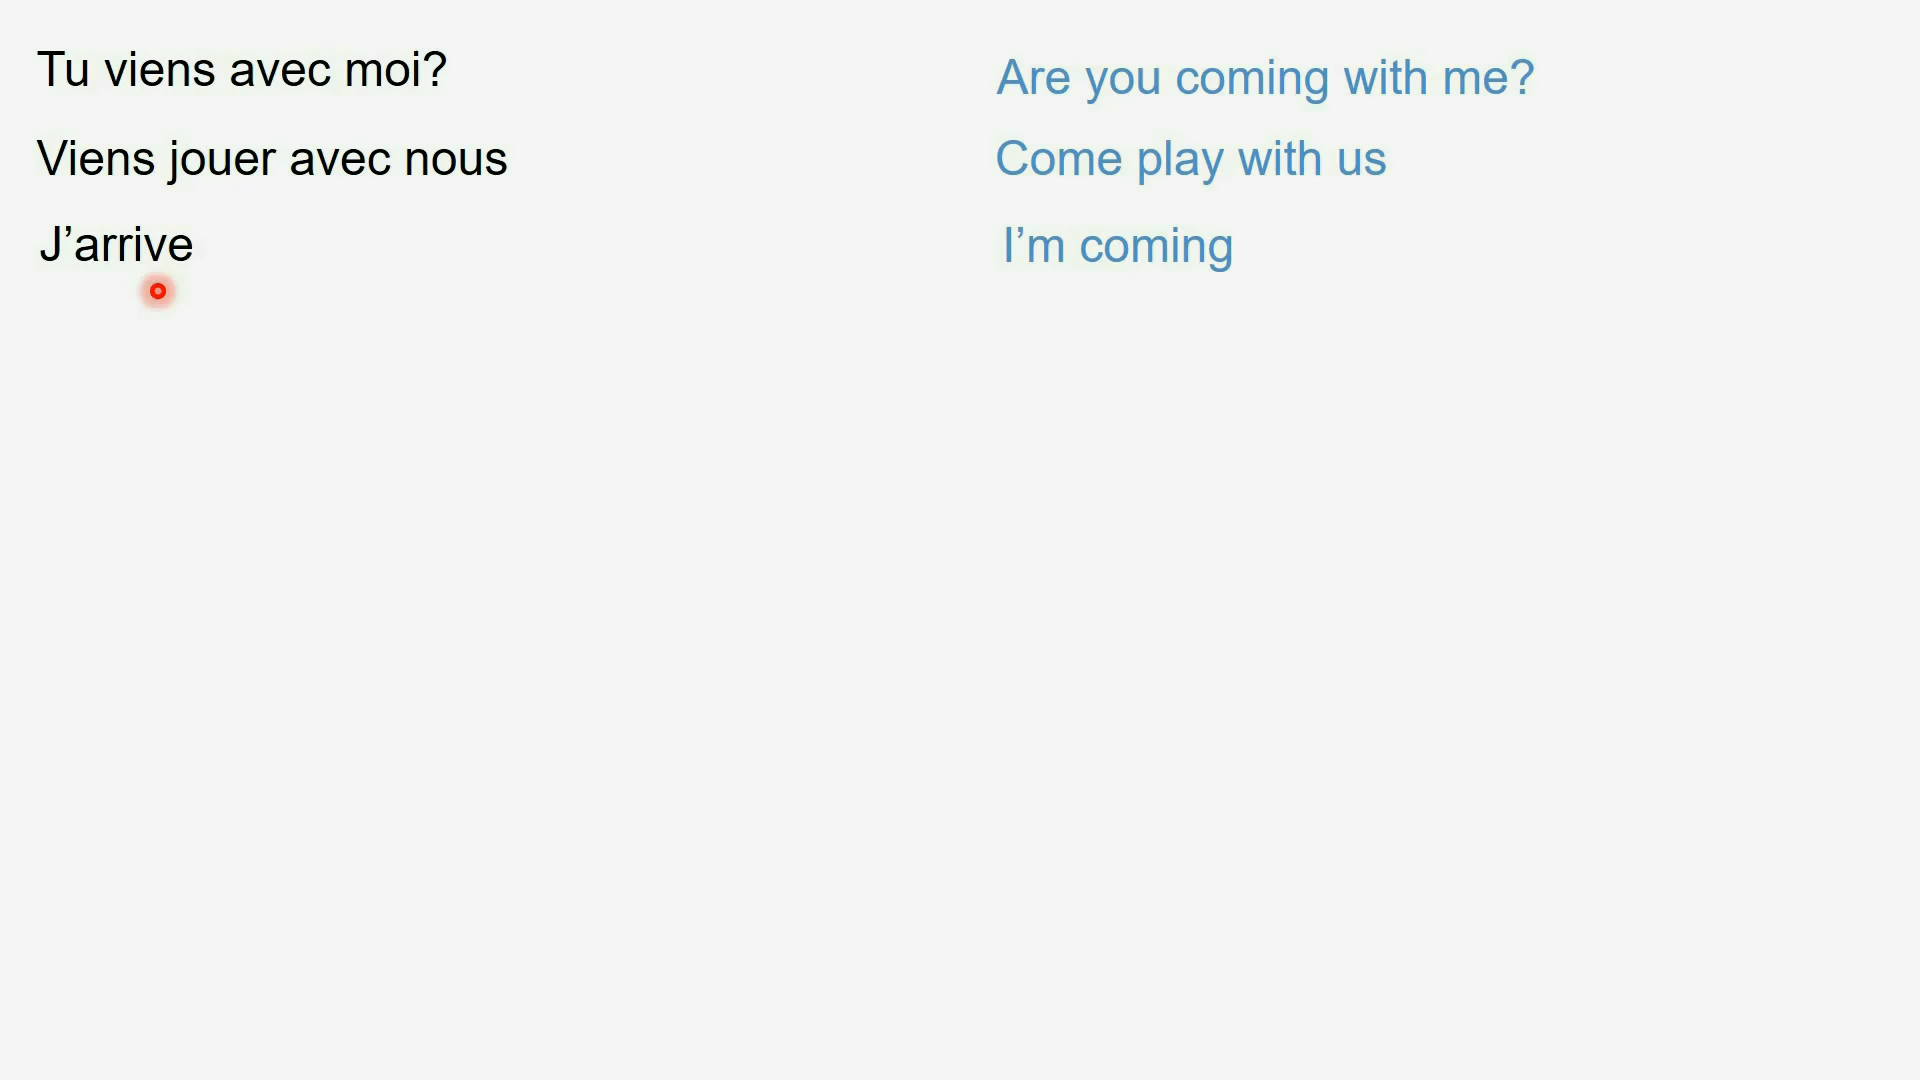 Tu viens avec moi?
Are you coming with me?
Viens jouer avec nous
Come play with us
J’arrive
I’m coming